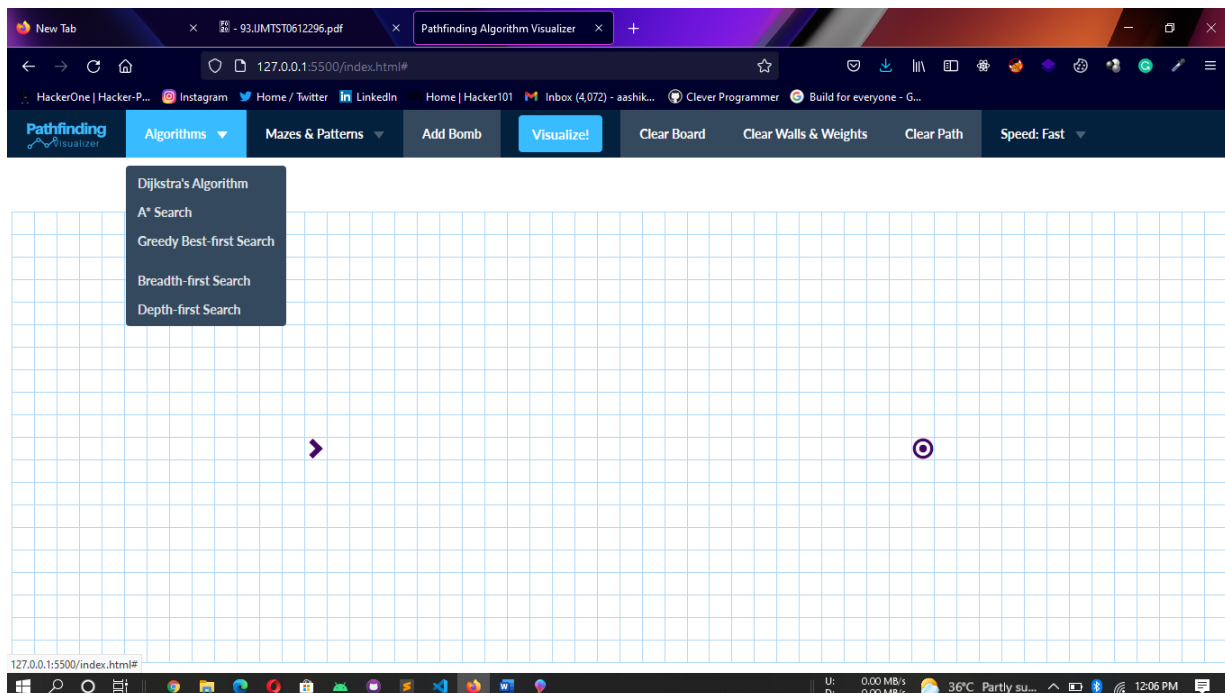 New Tab
- 93.IJMTST0612296.pdf
Pathfinding Algorithm Visualizer
127.0.0.1:5500/index.html#
HackerOne | Hacker-P...
Instagram
Home / Twitter
LinkedIn
Home | Hacker101
Inbox (4,072) - aashik...
Clever Programmer
Build for everyone - G...
Pathfinding
Visualizer
Algorithms
Mazes & Patterns
Add Bomb
Visualize!
Clear Board
Clear Walls & Weights
Clear Path
Speed: Fast
Dijkstra's Algorithm
A* Search
Greedy Best-first Search
Breadth-first Search
Depth-first Search
127.0.0.1:5500/index.html#
U: 0.00 MB/s
D: 0.00 MB/s
36°C Partly su...
12:06 PM